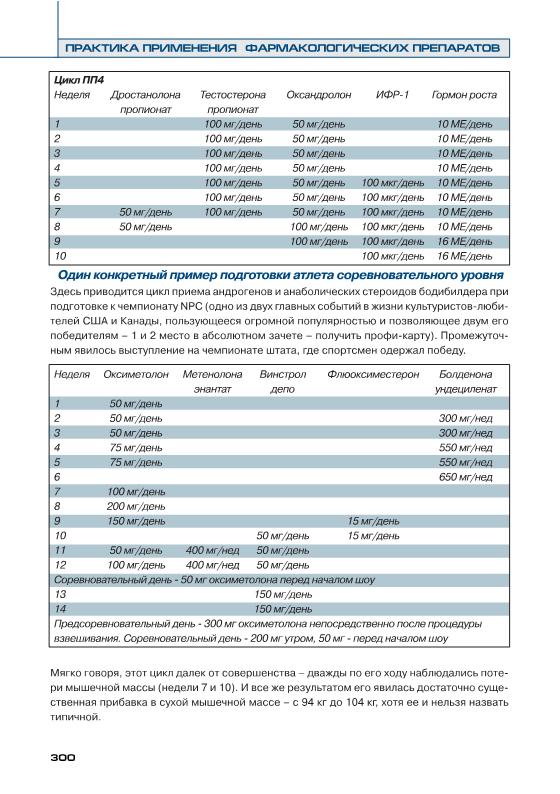 ПРАКТИКА ПРИМЕНЕНИЯ ФАРМАКОЛОГИЧЕСКИХ ПРЕПАРАТОВ
Цикл ПП4
Неделя Дростанолона Тестостерона Оксандролон ИФР-1 Гормон роста
пропионат пропионат
1 100 мг/день 50 мг/день 10 МЕ/день
2 100 мг/день 50 мг/день 10 МЕ/день
3 100 мг/день 50 мг/день 10 МЕ/день
4 100 мг/день 50 мг/день 10 МЕ/день
5 100 мг/день 50 мг/день 100 мкг/день 10 МЕ/день
6 100 мг/день 50 мг/день 100 мкг/день 10 МЕ/день
7 50 мг/день 100 мг/день 50 мг/день 100 мкг/день 10 МЕ/день
8 50 мг/день 100 мг/день 100 мкг/день 10 МЕ/день
9 100 мг/день 100 мкг/день 16 МЕ/день
10 100 мкг/день 16 МЕ/день
Один конкретный пример подготовки атлета соревновательного уровня
Здесь приводится цикл приема андрогенов и анаболических стероидов бодибилдера при
подготовке к чемпионату NPC (одно из двух главных событий в жизни культуристов-люби-
телей США и Канады, пользующееся огромной популярностью и позволяющее двум его
победителям – 1 и 2 место в абсолютном зачете – получить профи-карту). Промежуточ-
ным явилось выступление на чемпионате штата, где спортсмен одержал победу.
Неделя Оксиметолон Метенолона Винстрол Флюоксиместерон Болденона
энантат депо ундециленат
1 50 мг/день
2 50 мг/день 300 мг/нед
3 50 мг/день 300 мг/нед
4 75 мг/день 550 мг/нед
5 75 мг/день 550 мг/нед
6 650 мг/нед
7 100 мг/день
8 200 мг/день
9 150 мг/день 15 мг/день
10 50 мг/день 15 мг/день
11 50 мг/день 400 мг/нед 50 мг/день
12 100 мг/день 400 мг/нед 50 мг/день
Соревновательный день - 50 мг оксиметолона перед началом шоу
13 150 мг/день
14 150 мг/день
Предсоревновательный день - 300 мг оксиметолона непосредственно после процедуры
взвешивания. Соревновательный день - 200 мг утром, 50 мг - перед началом шоу
Мягко говоря, этот цикл далек от совершенства – дважды по его ходу наблюдались поте-
ри мышечной массы (недели 7 и 10). И все же результатом его явилась достаточно суще-
ственная прибавка в сухой мышечной массе – с 94 кг до 104 кг, хотя ее и нельзя назвать
типичной.
300